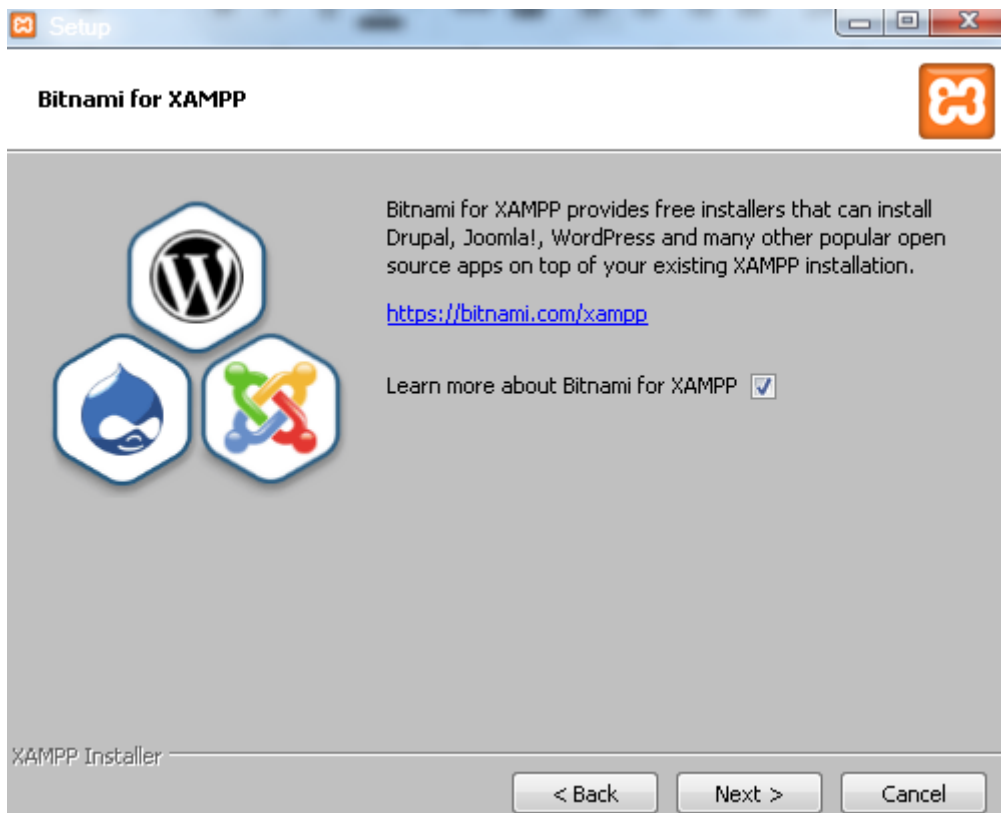 Setup
Bitnami for XAMPP
Bitnami for XAMPP provides free installers that can install
Drupal, Joomla!, WordPress and many other popular open
source apps on top of your existing XAMPP installation.
https://bitnami.com/xampp
Learn more about Bitnami for XAMPP
XAMPP Installer
< Back
Next >
Cancel